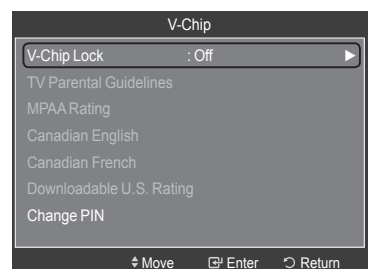 V-Chip
V-Chip Lock : Off
TV Parental Guidelines
MPAA Rating
Canadian English
Canadian French
Downloadable U.S. Rating
Change PIN
Move Enter Return